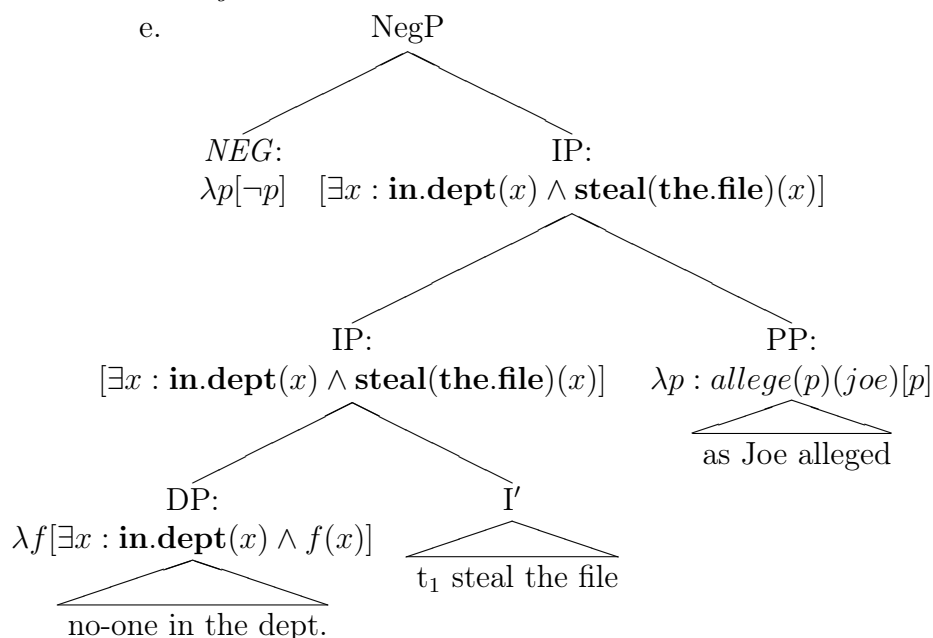 e. NegP
NEG: IP:
λp[¬p] [∃x : in.dept(x) ∧ steal(the.file)(x)]
IP: PP:
[∃x : in.dept(x) ∧ steal(the.file)(x)] λp : allege(p)(joe)[p]
as Joe alleged
DP: I′
λf[∃x : in.dept(x) ∧ f(x)]
t₁ steal the file
no-one in the dept.